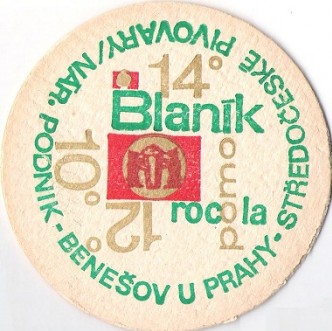 STŘEDOČESKÉ PIVOVARY/NÁR. PODNIK - BENEŠOV U PRAHY -
14°
Blaník
10°
12°
rocola
pomo